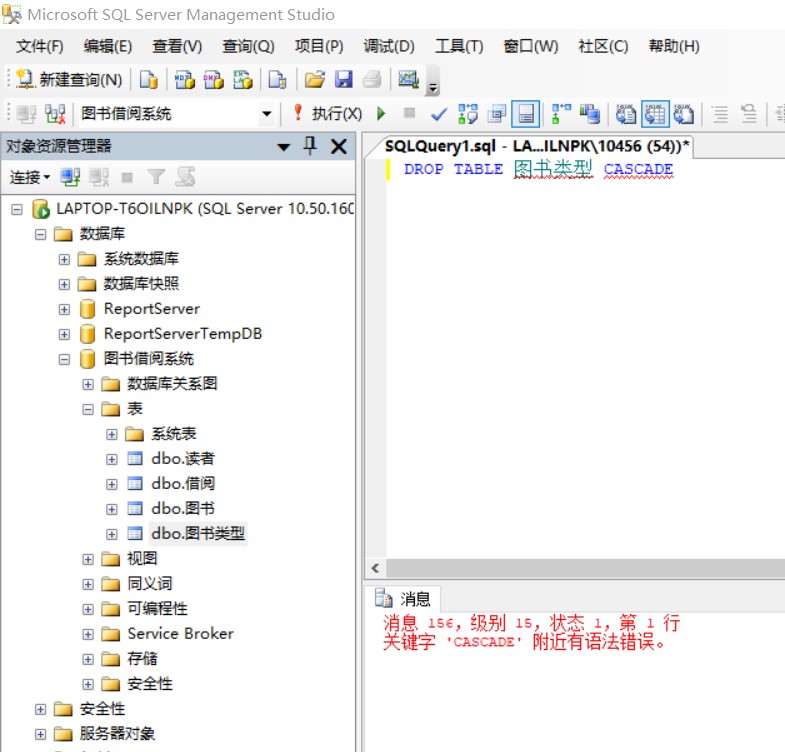 Microsoft SQL Server Management Studio
文件(F) 编辑(E) 查看(V) 查询(Q) 项目(P) 调试(D) 工具(T) 窗口(W) 社区(C) 帮助(H)
新建查询(N)
图书借阅系统 执行(X)
对象资源管理器
SQLQuery1.sql - LA...ILNPK\10456 (54))*
连接
DROP TABLE 图书类型 CASCADE
LAPTOP-T6OILNPK (SQL Server 10.50.160
数据库
系统数据库
数据库快照
ReportServer
ReportServerTempDB
图书借阅系统
数据库关系图
表
系统表
dbo.读者
dbo.借阅
dbo.图书
dbo.图书类型
视图
同义词
可编程性
Service Broker
存储
安全性
安全性
服务器对象
消息
消息 156，级别 15，状态 1，第 1 行
关键字 'CASCADE' 附近有语法错误。